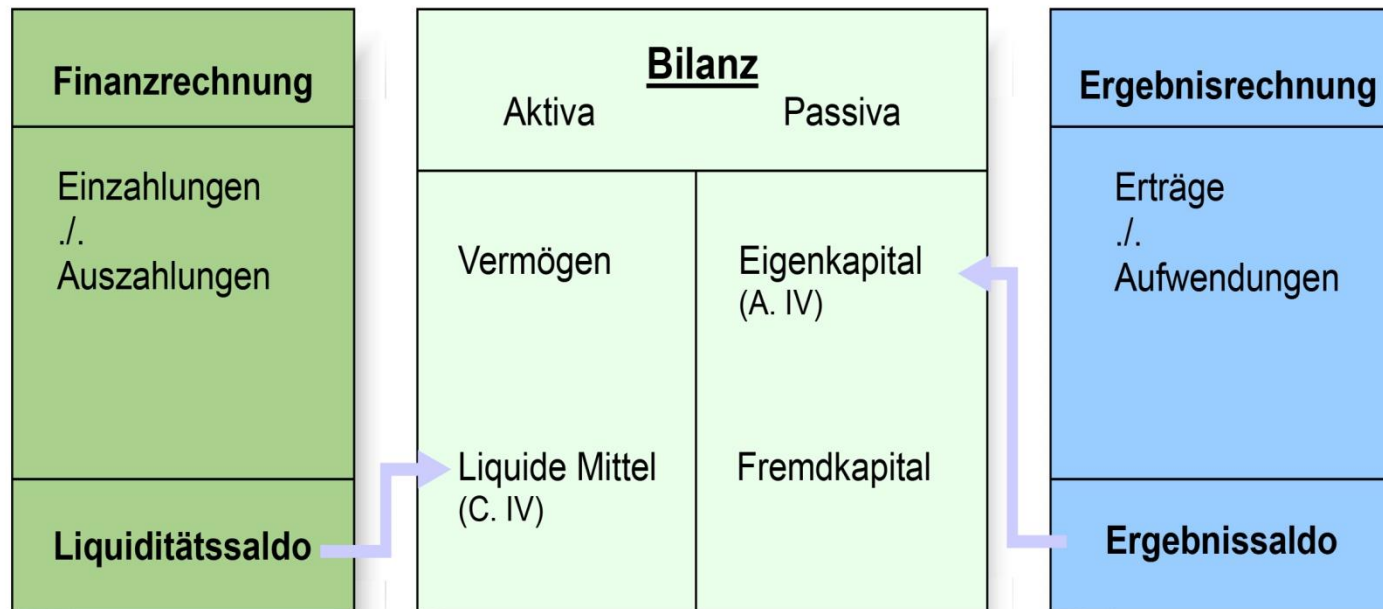 Finanzrechnung
Einzahlungen
./.
Auszahlungen
Liquiditätssaldo
Bilanz
Aktiva Passiva
Vermögen
Eigenkapital
(A. IV)
Liquide Mittel
(C. IV)
Fremdkapital
Ergebnisrechnung
Erträge
./.
Aufwendungen
Ergebnissaldo